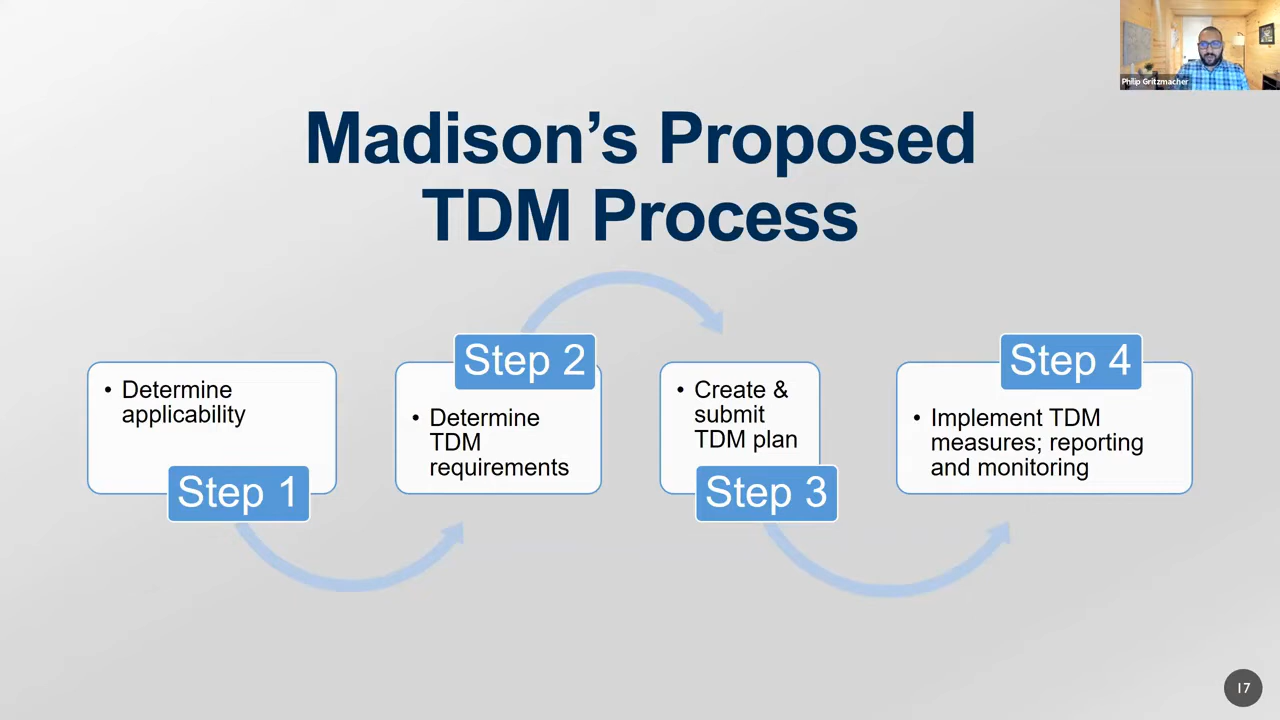 Philip Gritzmacher
Madison’s Proposed
TDM Process
• Determine
applicability
Step 1
Step 2
• Determine
TDM
requirements
• Create &
submit
TDM plan
Step 3
Step 4
• Implement TDM
measures; reporting
and monitoring
17